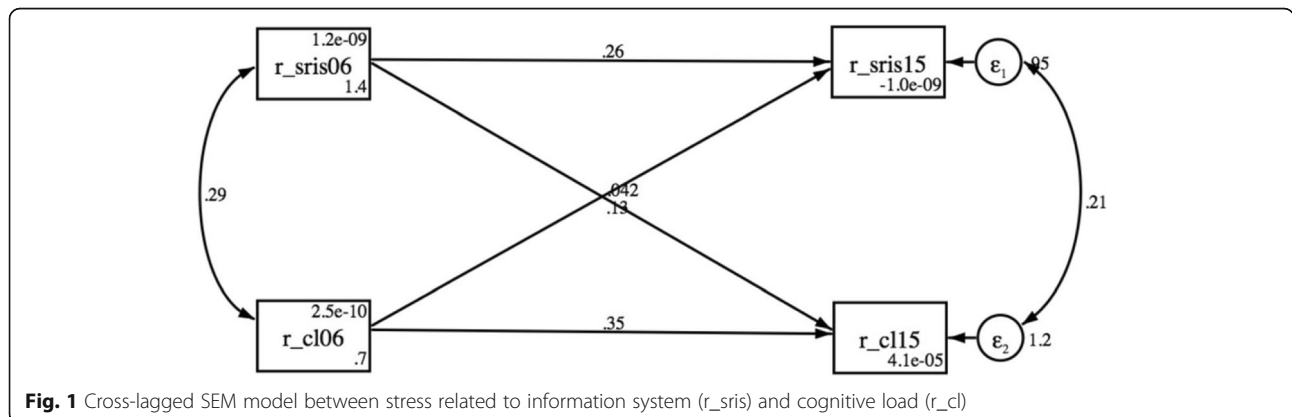 1.2e-09
r_sris06
1.4
.26
r_sris15
-1.0e-09
ε1
.95
.29
.042
.13
.21
2.5e-10
r_cl06
.7
.35
r_cl15
4.1e-05
ε2
1.2
Fig. 1 Cross-lagged SEM model between stress related to information system (r_sris) and cognitive load (r_cl)